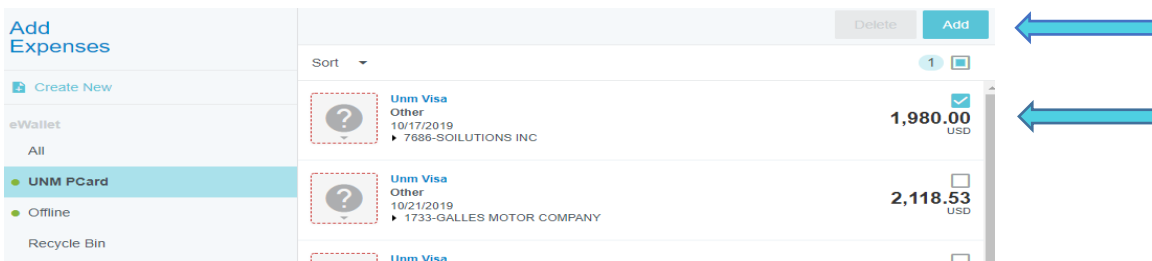 Add
Expenses
Create New
eWallet
All
UNM PCard
Offline
Recycle Bin
Delete Add
Sort 1
Unm Visa
Other
10/17/2019
7686-SOILUTIONS INC
1,980.00
USD
Unm Visa
Other
10/21/2019
1733-GALLES MOTOR COMPANY
2,118.53
USD
Unm Visa